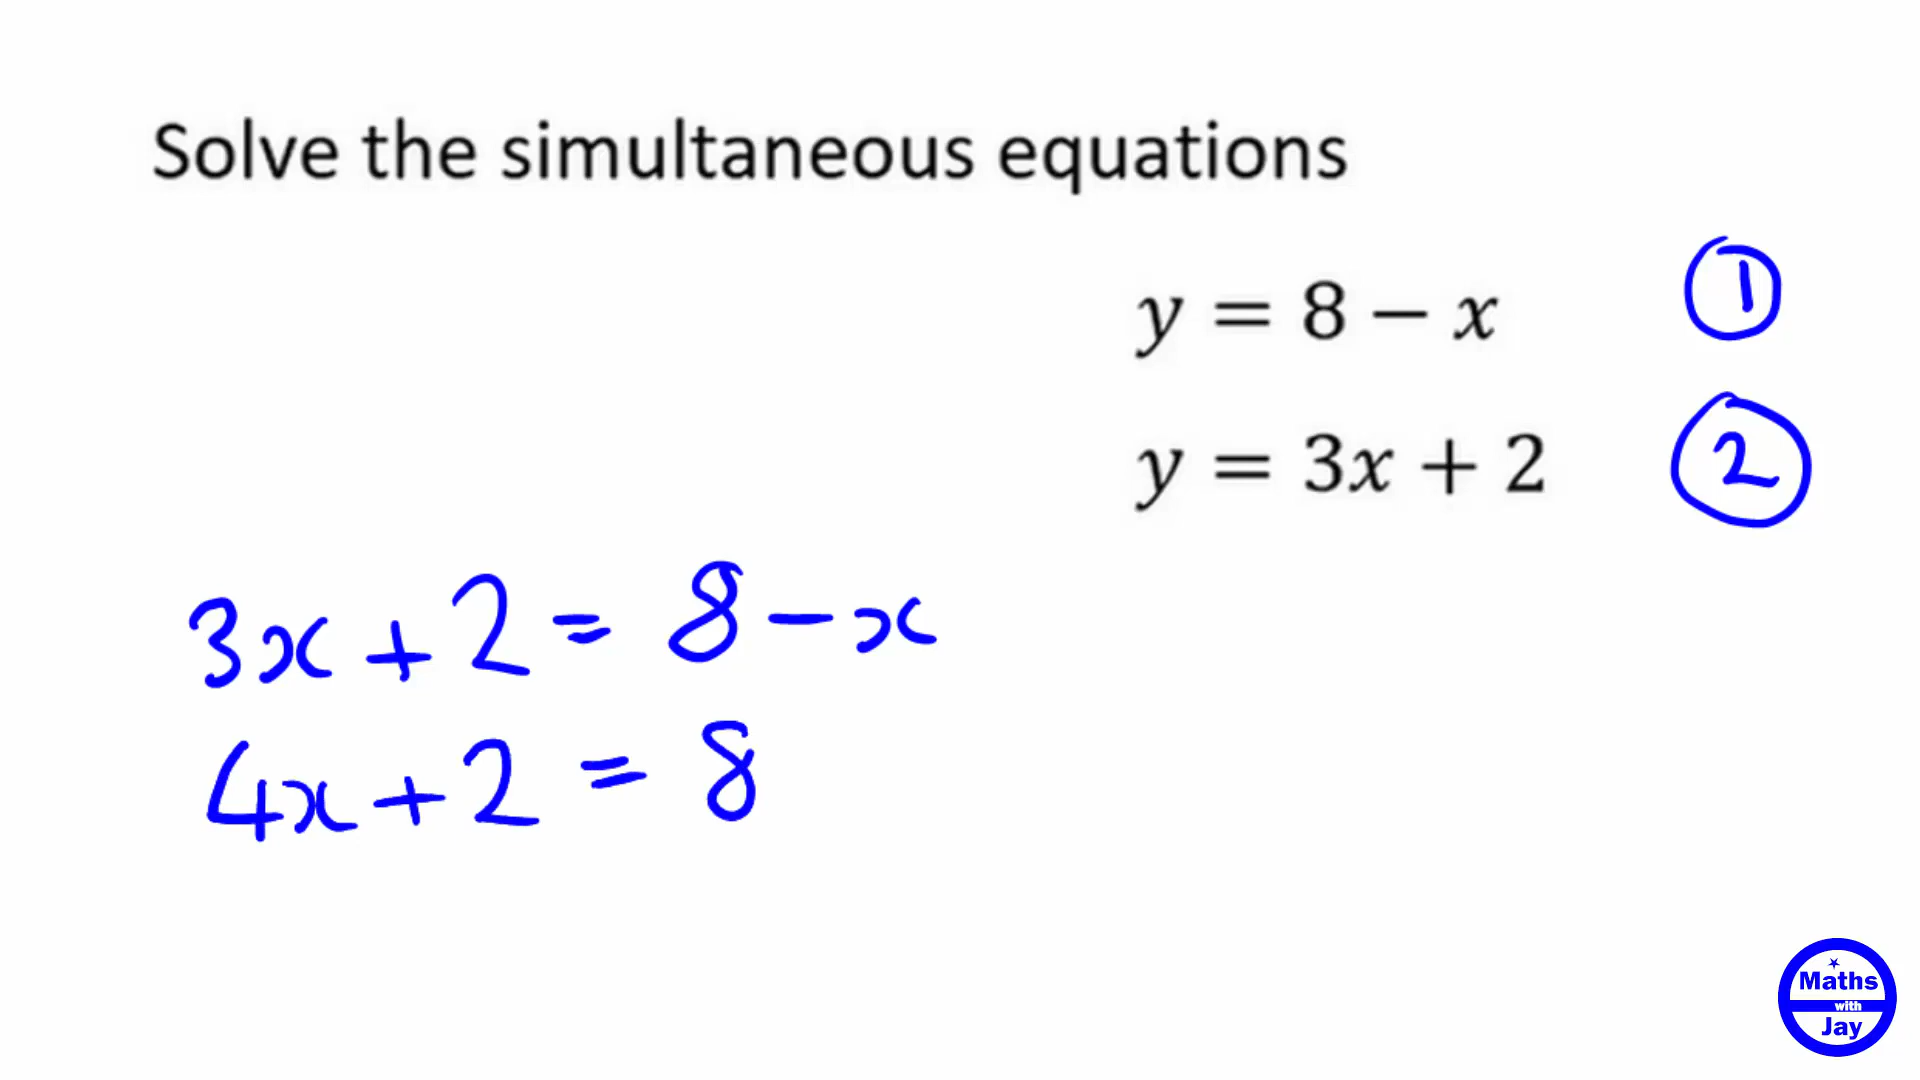 Solve the simultaneous equations
y = 8 − x
①
y = 3x + 2
②
3x + 2 = 8 − x
4x + 2 = 8
Maths
with
Jay